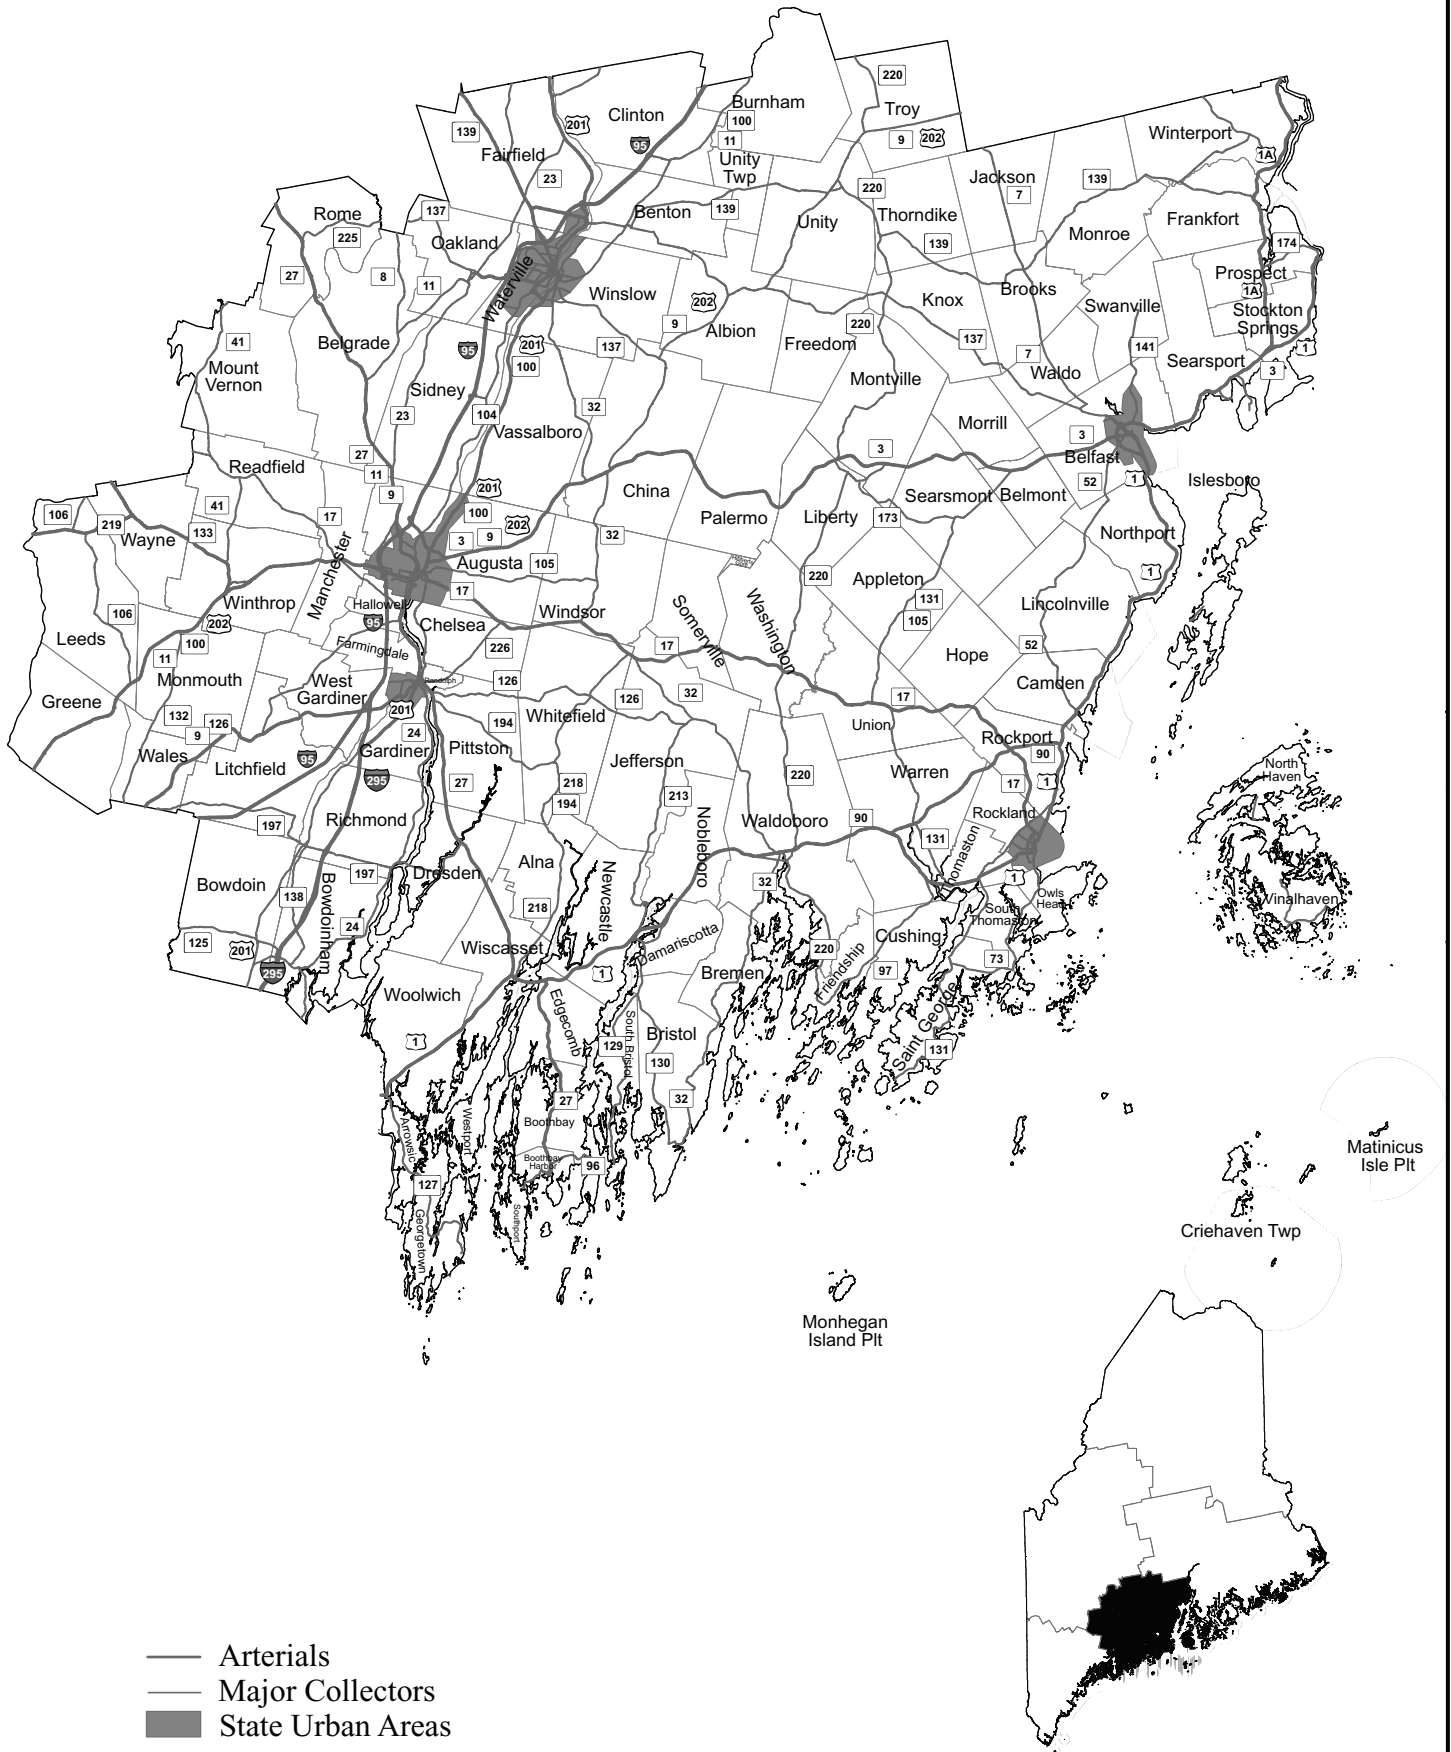 220
Troy
9
202
Burnham
100
11
Clinton
201
95
139
Fairfield
23
Unity
Twp
Winterport
1A
Jackson
7
139
Rome
225
137
Oakland
Benton
139
220
Unity
Thorndike
139
Monroe
Frankfort
174
27
8
11
Waterville
Winslow
202
9
Albion
Freedom
220
Knox
137
Brooks
Swanville
Prospect
1A
Stockton
Springs
1
3
41
Mount
Vernon
Belgrade
95
201
100
137
Sidney
23
104
Vassalboro
32
Montville
7
Waldo
141
Searsport
Morrill
3
3
Belfast
27
11
9
Readfield
201
100
202
3
9
Augusta
105
China
32
Palermo
Liberty
173
Searsmont
Belmont
52
1
Islesboro
Northport
1
106
219
Wayne
41
133
17
Manchester
17
Hallowell
95
Farmingdale
Chelsea
Windsor
Somerville
Washington
220
Appleton
131
105
Lincolnville
52
Hope
Camden
Winthrop
202
100
11
106
Leeds
Greene
Monmouth
West
Gardiner
Randolph
226
126
17
32
126
Whitefield
194
201
24
Gardiner
Pittston
132
126
9
Wales
Litchfield
95
295
27
218
194
Jefferson
213
17
Union
Rockport
90
Warren
17
1
220
Waldoboro
90
Rockland
131
North
Haven
Vinalhaven
197
Richmond
Nobleboro
Bowdoin
138
Bowdoinham
197
24
Dresden
Alna
218
Newcastle
32
1
Owls
Head
South
Thomaston
73
125
201
295
Wiscasset
1
Damariscotta
Bremen
220
Friendship
Cushing
97
Saint George
131
Woolwich
1
Edgecomb
129
South Bristol
Bristol
130
32
27
Boothbay
Boothbay
Harbor
96
Westport
Arrowsic
127
Georgetown
Southport
Matinicus
Isle Plt
Criehaven Twp
Monhegan
Island Plt
Arterials
Major Collectors
State Urban Areas